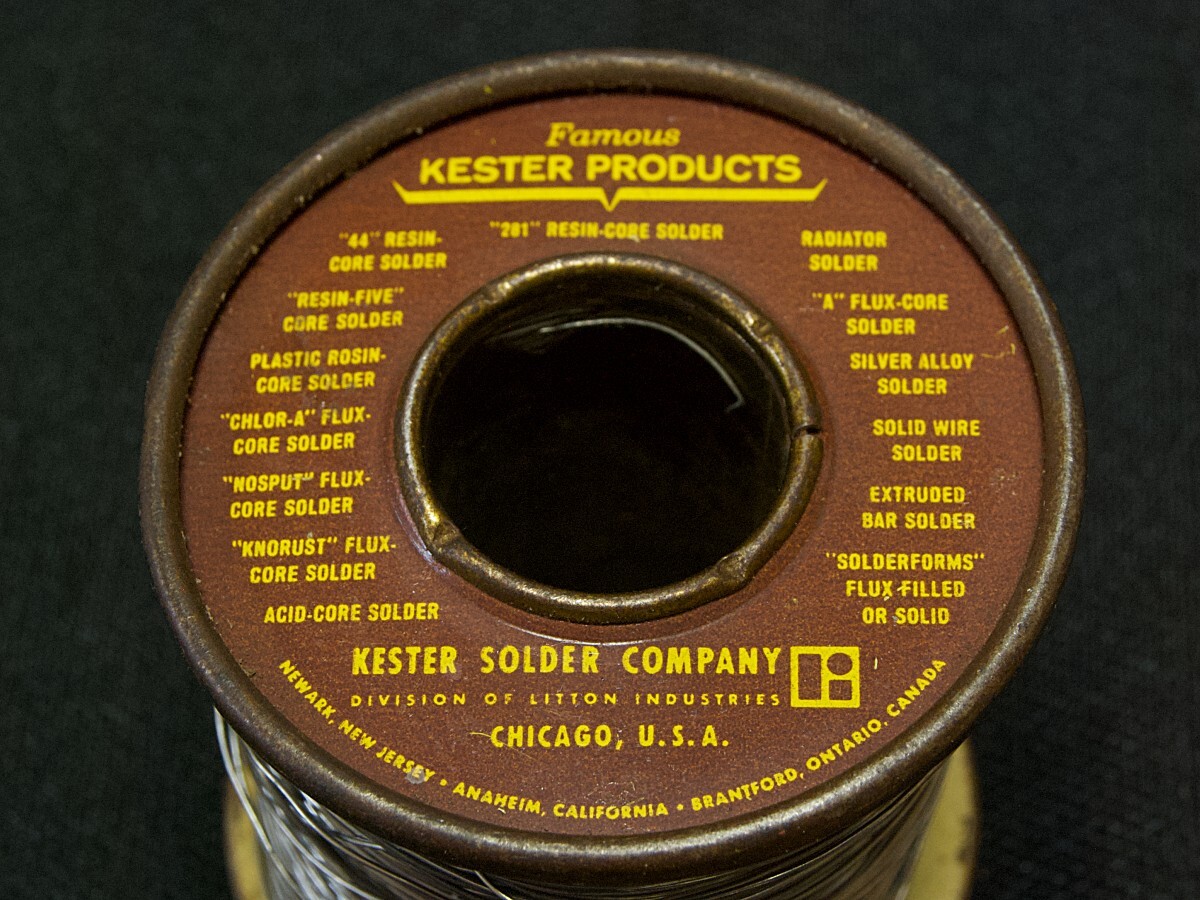 Famous
KESTER PRODUCTS
"281" RESIN-CORE SOLDER
"44" RESIN-
CORE SOLDER
"RESIN-FIVE"
CORE SOLDER
PLASTIC ROSIN-
CORE SOLDER
"CHLOR-A" FLUX-
CORE SOLDER
"NOSPUT" FLUX-
CORE SOLDER
"KNORUST" FLUX-
CORE SOLDER
ACID-CORE SOLDER
RADIATOR
SOLDER
"A" FLUX-CORE
SOLDER
SILVER ALLOY
SOLDER
SOLID WIRE
SOLDER
EXTRUDED
BAR SOLDER
"SOLDERFORMS"
FLUX FILLED
OR SOLID
KESTER SOLDER COMPANY
DIVISION OF LITTON INDUSTRIES
CHICAGO, U.S.A.
NEWARK, NEW JERSEY • ANAHEIM, CALIFORNIA • BRANTFORD, ONTARIO, CANADA